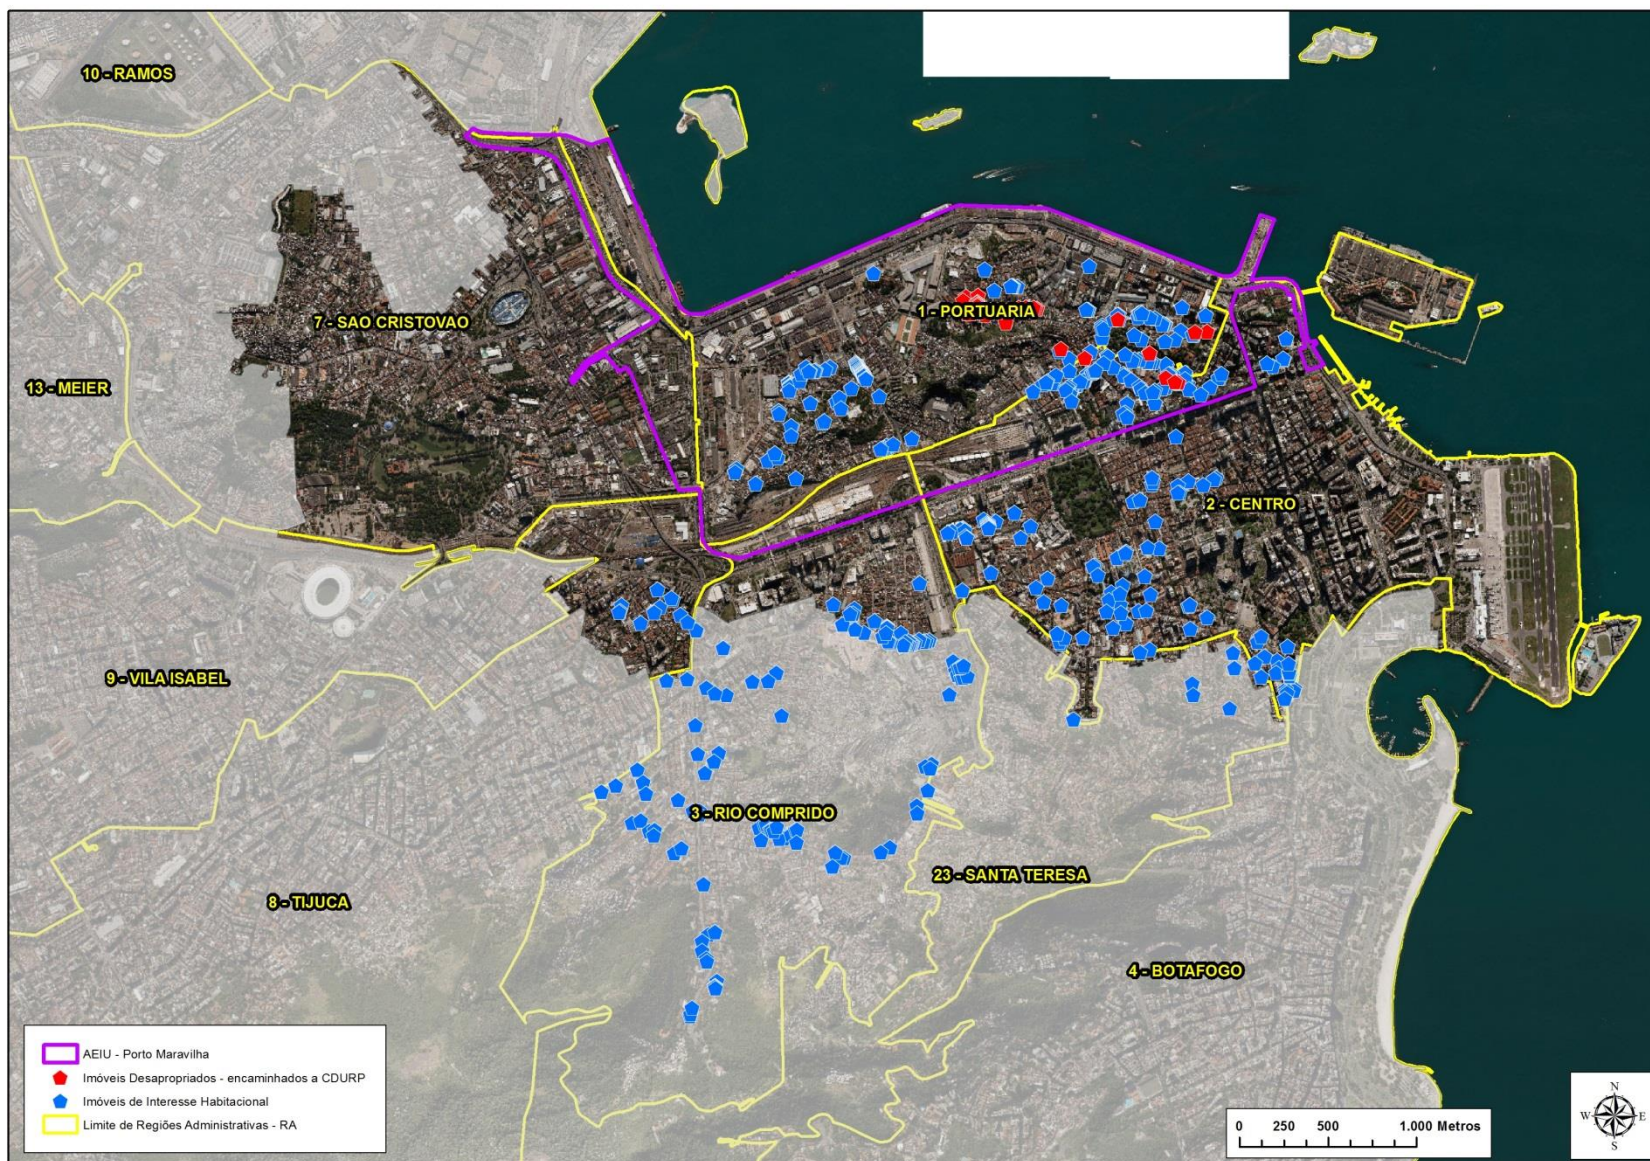 10 - RAMOS
1 - PORTUARIA
7 - SAO CRISTOVAO
13 - MEIER
2 - CENTRO
9 - VILA ISABEL
3 - RIO COMPRIDO
23 - SANTA TERESA
8 - TIJUCA
4 - BOTAFOGO
AEIU - Porto Maravilha
Imóveis Desapropriados - encaminhados a CDURP
Imóveis de Interesse Habitacional
Limite de Regiões Administrativas - RA
0 250 500 1.000 Metros
N
W E
S